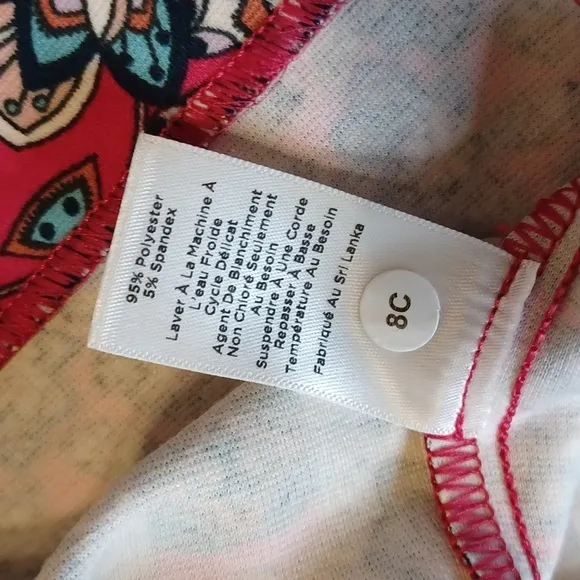 95% Polyester
5% Spandex
Laver À La Machine À
L'eau Froide
Cycle Délicat
Agent De Blanchiment
Non Chloré Seulement
Au Besoin
Suspendre À Une Corde
Repasser À Basse
Température Au Besoin
Fabriqué Au Sri Lanka
8C